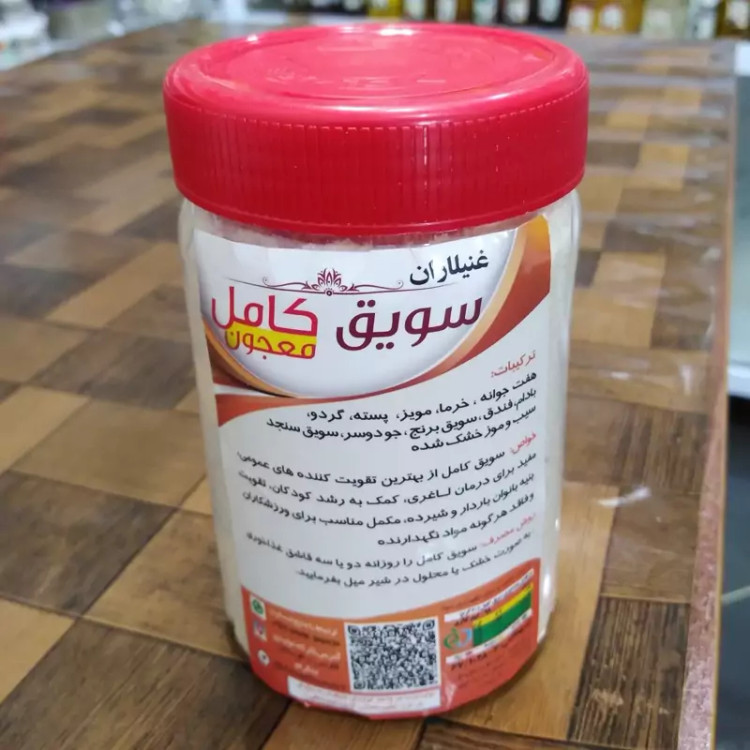 غنیلاران
سویق کامل
معجون
ترکیبات:
هفت جوانه ، خرما، مویز، پسته، گردو،
بادام،فندق،سویق برنج،جودوسر،سویق سنجد
سیب و موز خشک شده
خواص: سویق کامل از بهترین تقویت کننده های عمومی،
مفید برای درمان لاغری، کمک به رشد کودکان، تقویت
بنیه بانوان باردار و شیرده، مکمل مناسب برای ورزشکاران
و فاقد هرگونه مواد نگهدارنده
روش مصرف: سویق کامل را روزانه دو یا سه قاشق غذاخوری
به صورت خشک یا محلول در شیر میل بفرمایید.